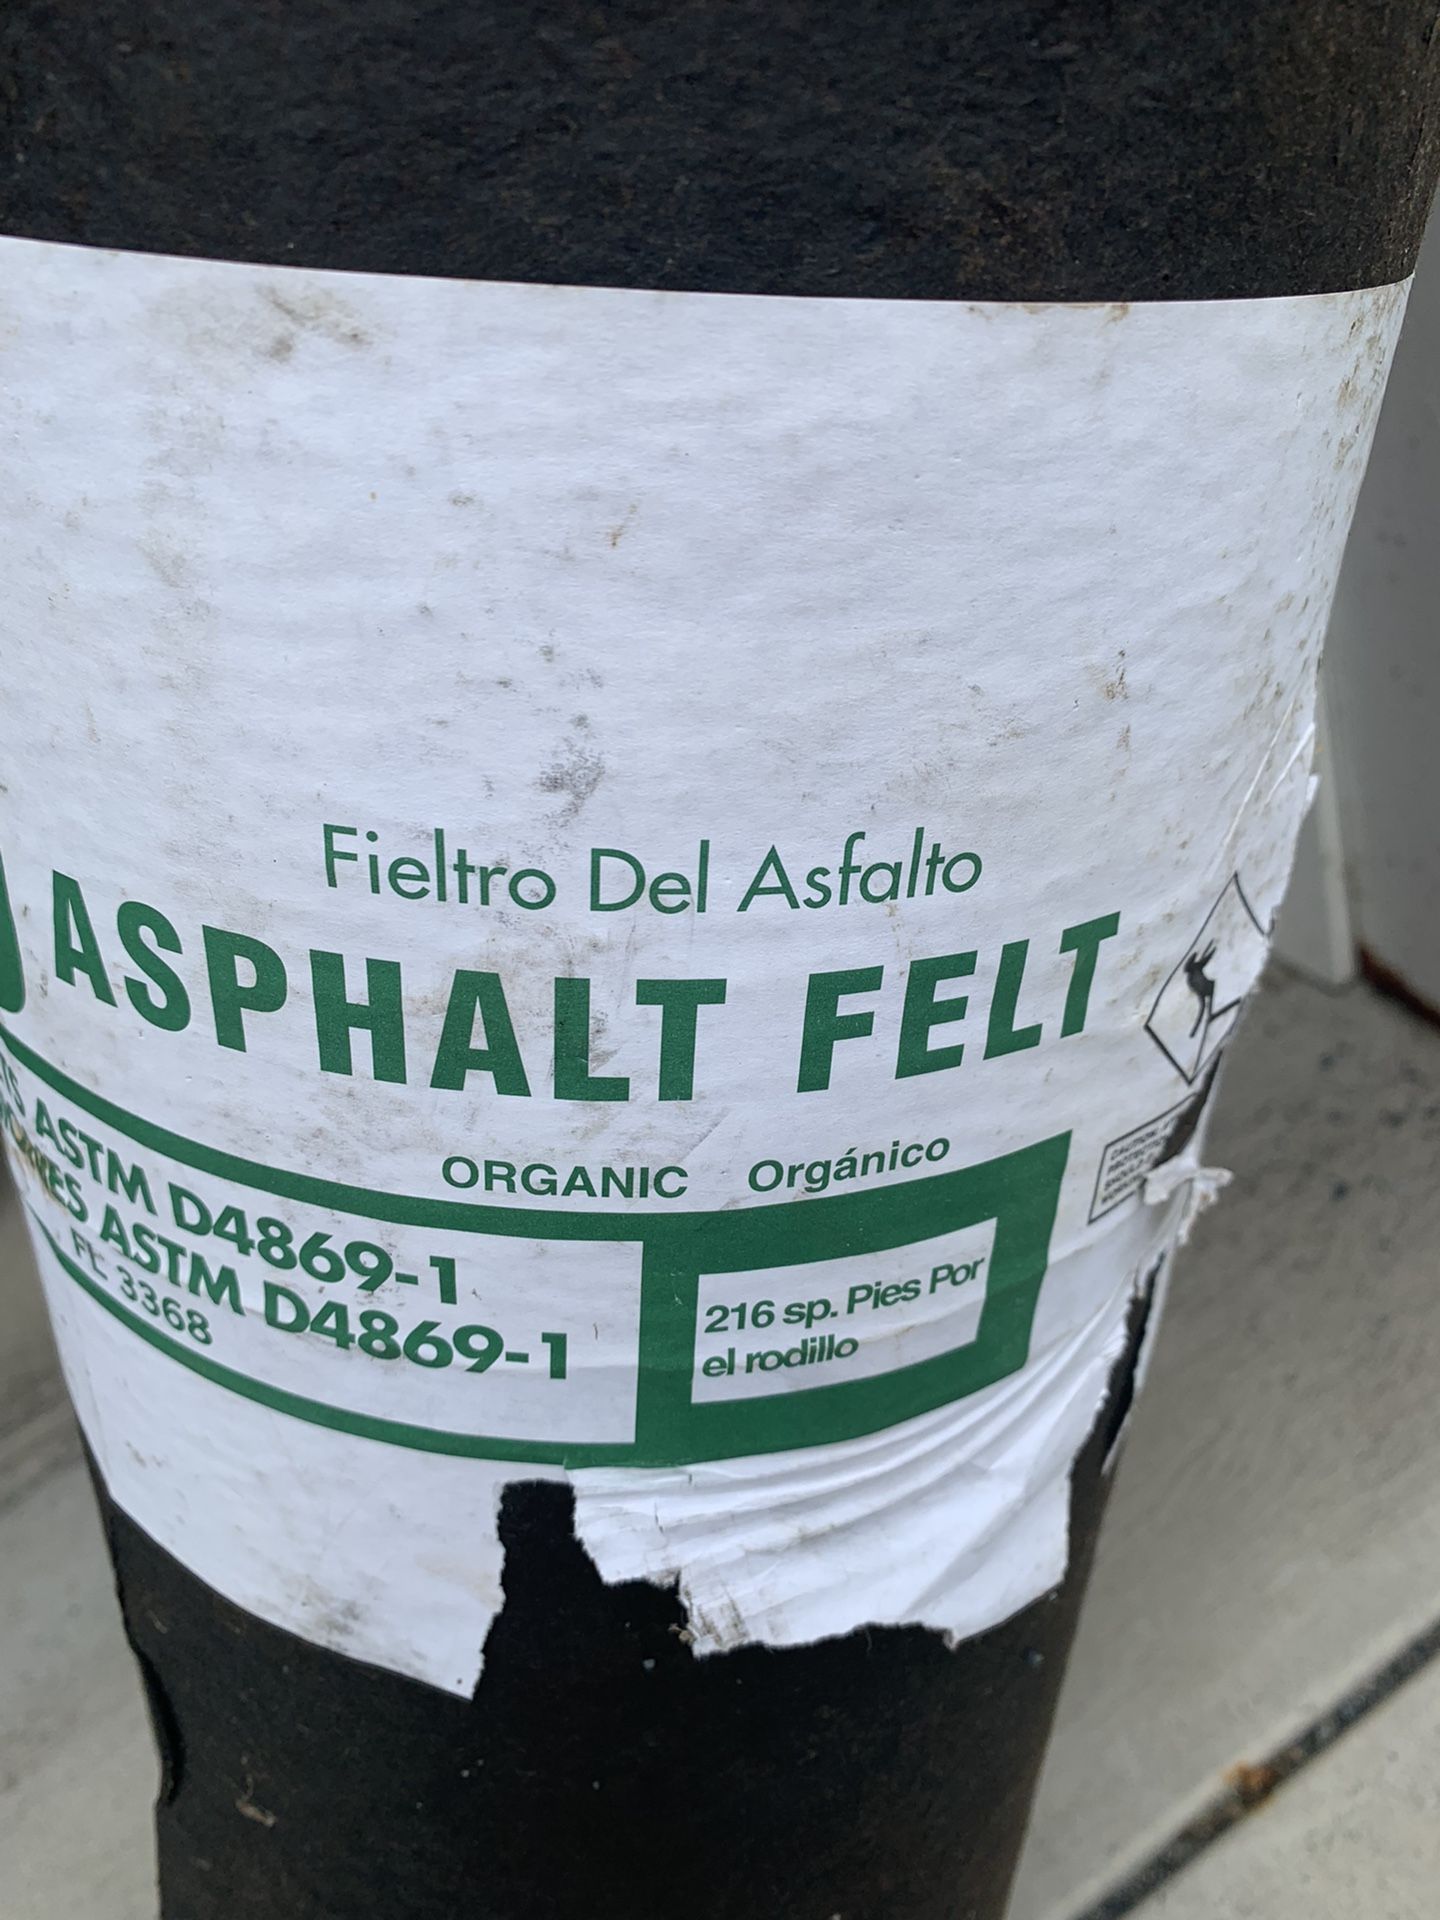 Fieltro Del Asfalto
ASPHALT FELT
ORGANIC Orgánico
ASTM D4869-1
ASTM D4869-1
FL 3368
216 sp. Pies Por
el rodillo
CAUTION